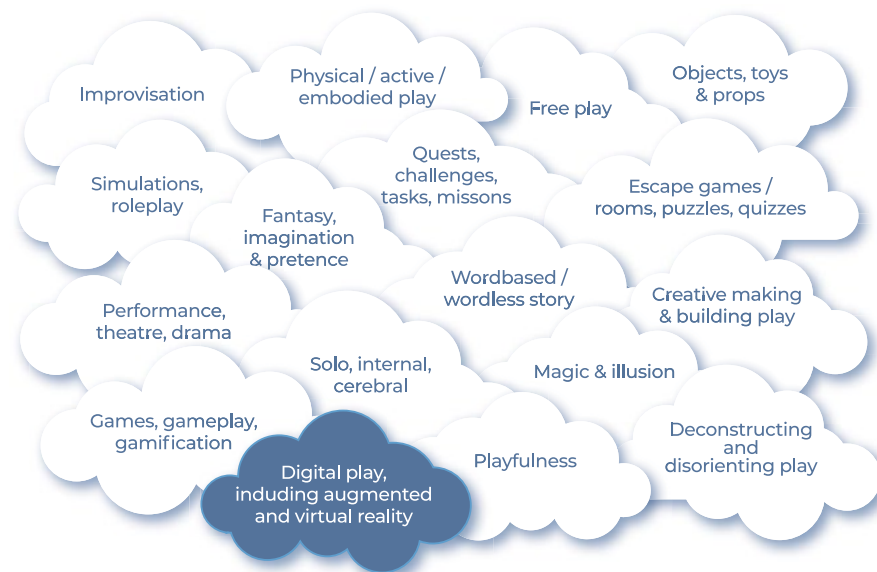 Improvisation
Physical / active /
embodied play
Free play
Objects, toys
& props
Simulations,
roleplay
Quests,
challenges,
tasks, missons
Escape games /
rooms, puzzles, quizzes
Fantasy,
imagination
& pretence
Wordbased /
wordless story
Creative making
& building play
Performance,
theatre, drama
Solo, internal,
cerebral
Magic & illusion
Games, gameplay,
gamification
Playfulness
Deconstructing
and
disorienting play
Digital play,
induding augmented
and virtual reality